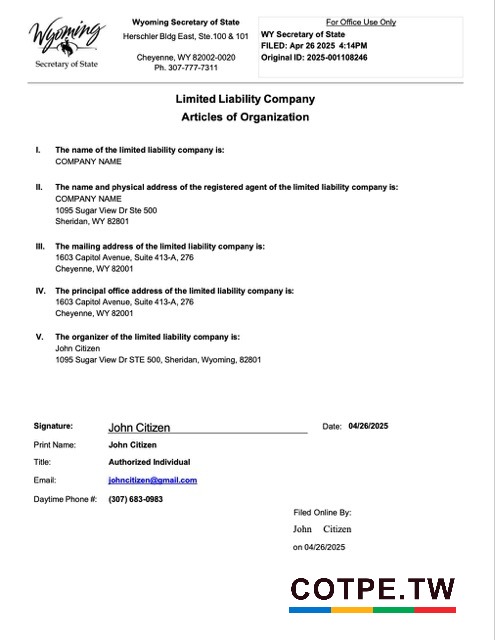 Wyoming
Secretary of State
Wyoming Secretary of State
Herschler Bldg East, Ste.100 & 101
Cheyenne, WY 82002-0020
Ph. 307-777-7311
For Office Use Only
WY Secretary of State
FILED: Apr 26 2025 4:14PM
Original ID: 2025-001108246
Limited Liability Company
Articles of Organization
I. The name of the limited liability company is:
COMPANY NAME
II. The name and physical address of the registered agent of the limited liability company is:
COMPANY NAME
1095 Sugar View Dr Ste 500
Sheridan, WY 82801
III. The mailing address of the limited liability company is:
1603 Capitol Avenue, Suite 413-A, 276
Cheyenne, WY 82001
IV. The principal office address of the limited liability company is:
1603 Capitol Avenue, Suite 413-A, 276
Cheyenne, WY 82001
V. The organizer of the limited liability company is:
John Citizen
1095 Sugar View Dr STE 500, Sheridan, Wyoming, 82801
Signature: John Citizen Date: 04/26/2025
Print Name: John Citizen
Title: Authorized Individual
Email: johncitizen@gmail.com
Daytime Phone #: (307) 683-0983
Filed Online By:
John Citizen
on 04/26/2025
COTPE.TW